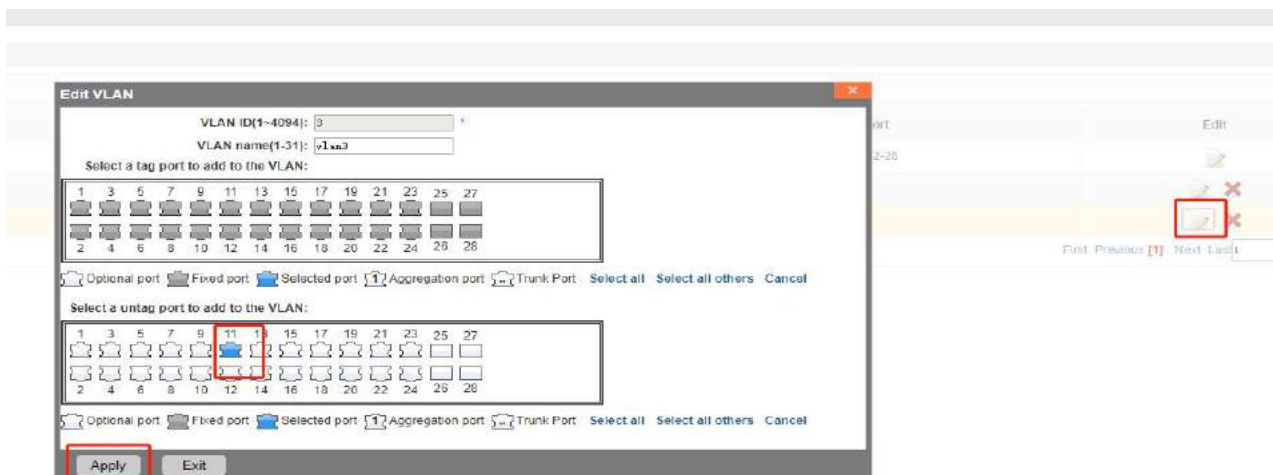 Edit VLAN
×
VLAN ID(1~4094): 3 *
VLAN name(1-31): vlan3
Select a tag port to add to the VLAN:
1 3 5 7 9 11 13 15 17 19 21 23 25 27
2 4 6 8 10 12 14 16 18 20 22 24 26 28
Optional port Fixed port Selected port 1 Aggregation port Trunk Port Select all Select all others Cancel
Select a untag port to add to the VLAN:
1 3 5 7 9 11 13 15 17 19 21 23 25 27
2 4 6 8 10 12 14 16 18 20 22 24 26 28
Optional port Fixed port Selected port 1 Aggregation port Trunk Port Select all Select all others Cancel
Apply Exit
ort Edit
2-28
First Previous [1] Next Last 1